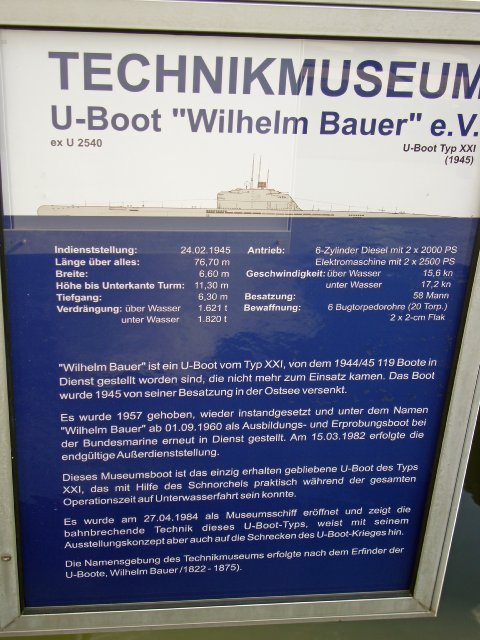 TECHNIKMUSEUM
U-Boot "Wilhelm Bauer" e.V.
ex U 2540
U-Boot Typ XXI
(1945)
Indienststellung: 24.02.1945 Antrieb: 6-Zylinder Diesel mit 2 x 2000 PS
Länge über alles: 76,70 m Elektromaschine mit 2 x 2500 PS
Breite: 6,60 m Geschwindigkeit: über Wasser 15,6 kn
Höhe bis Unterkante Turm: 11,30 m unter Wasser 17,2 kn
Tiefgang: 6,30 m Besatzung: 58 Mann
Verdrängung: über Wasser 1.621 t Bewaffnung: 6 Bugtorpedorohre (20 Torp.)
unter Wasser 1.820 t 2 x 2-cm Flak
"Wilhelm Bauer" ist ein U-Boot vom Typ XXI, von dem 1944/45 119 Boote in
Dienst gestellt worden sind, die nicht mehr zum Einsatz kamen. Das Boot
wurde 1945 von seiner Besatzung in der Ostsee versenkt.
Es wurde 1957 gehoben, wieder instandgesetzt und unter dem Namen
"Wilhelm Bauer" ab 01.09.1960 als Ausbildungs- und Erprobungsboot bei
der Bundesmarine erneut in Dienst gestellt. Am 15.03.1982 erfolgte die
endgültige Außerdienststellung.
Dieses Museumsboot ist das einzig erhalten gebliebene U-Boot des Typs
XXI, das mit Hilfe des Schnorchels praktisch während der gesamten
Operationszeit auf Unterwasserfahrt sein konnte.
Es wurde am 27.04.1984 als Museumsschiff eröffnet und zeigt die
bahnbrechende Technik dieses U-Boot-Typs, weist mit seinem
Ausstellungskonzept aber auch auf die Schrecken des U-Boot-Krieges hin.
Die Namensgebung des Technikmuseums erfolgte nach dem Erfinder der
U-Boote, Wilhelm Bauer (1822 - 1875).